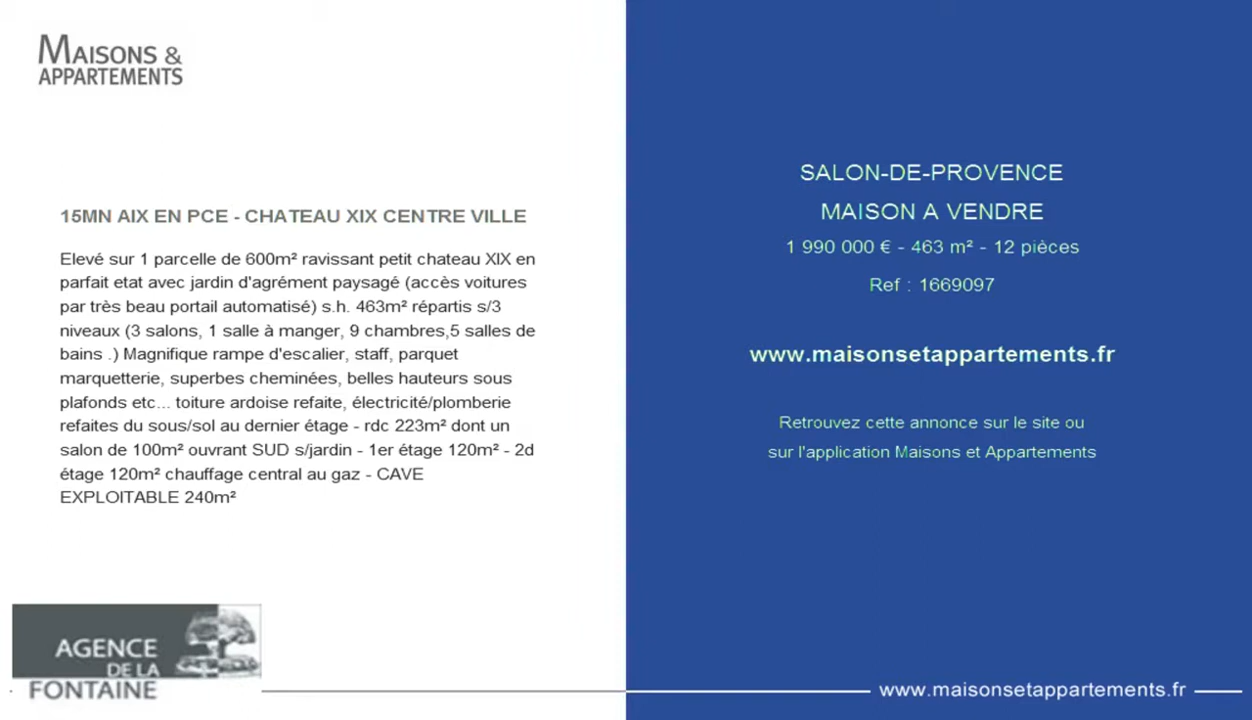 MAISONS &
APPARTEMENTS
15MN AIX EN PCE - CHATEAU XIX CENTRE VILLE
Elevé sur 1 parcelle de 600m² ravissant petit chateau XIX en
parfait etat avec jardin d'agrément paysagé (accès voitures
par très beau portail automatisé) s.h. 463m² répartis s/3
niveaux (3 salons, 1 salle à manger, 9 chambres,5 salles de
bains .) Magnifique rampe d'escalier, staff, parquet
marquetterie, superbes cheminées, belles hauteurs sous
plafonds etc... toiture ardoise refaite, électricité/plomberie
refaites du sous/sol au dernier étage - rdc 223m² dont un
salon de 100m² ouvrant SUD s/jardin - 1er étage 120m² - 2d
étage 120m² chauffage central au gaz - CAVE
EXPLOITABLE 240m²
AGENCE
DE LA
FONTAINE
SALON-DE-PROVENCE
MAISON A VENDRE
1 990 000 € - 463 m² - 12 pièces
Ref : 1669097
www.maisonsetappartements.fr
Retrouvez cette annonce sur le site ou
sur l'application Maisons et Appartements
www.maisonsetappartements.fr